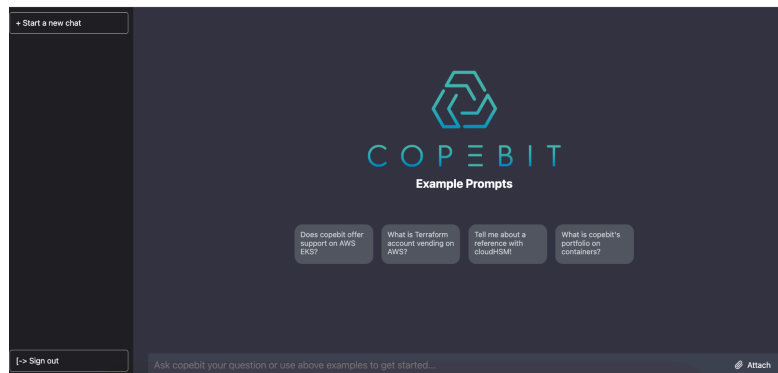 + Start a new chat
COPEBIT
Example Prompts
Does copebit offer
support on AWS
EKS?
What is Terraform
account vending on
AWS?
Tell me about a
reference with
cloudHSM!
What is copebit's
portfolio on
containers?
[-> Sign out
Ask copebit your question or use above examples to get started...
Attach